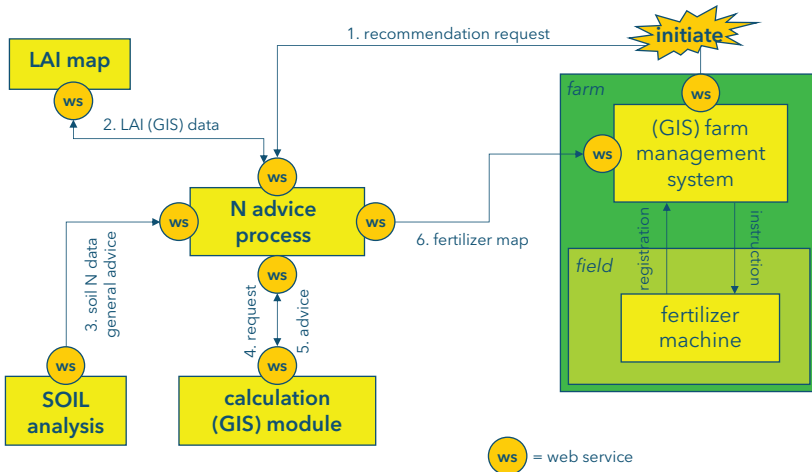 1. recommendation request
initiate
LAI map
ws
2. LAI (GIS) data
farm
ws
(GIS) farm
management
system
ws
ws
N advice
process
ws
ws
ws
6. fertilizer map
registration
instruction
3. soil N data
general advice
4. request
5. advice
field
fertilizer
machine
ws
SOIL
analysis
ws
calculation
(GIS) module
ws = web service